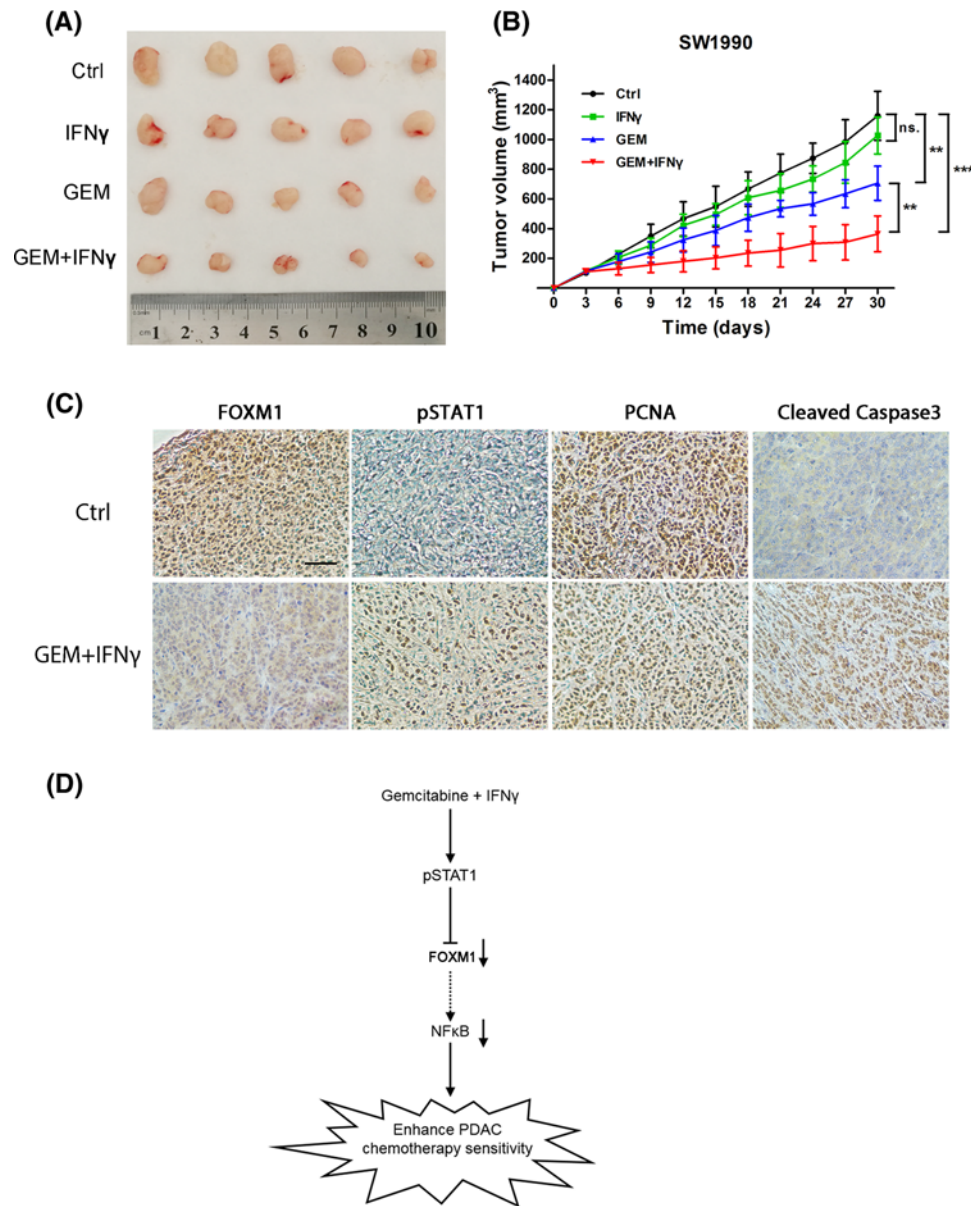 (A)
Ctrl
IFNγ
GEM
GEM+IFNγ
cm 1 2 3 4 5 6 7 8 9 10
(B)
SW1990
Tumor volume (mm³)
1400
1200
1000
800
600
400
200
Ctrl
IFNγ
GEM
GEM+IFNγ
ns.
**
***
**
0 3 6 9 12 15 18 21 24 27 30
Time (days)
(C)
FOXM1 pSTAT1 PCNA Cleaved Caspase3
Ctrl
GEM+IFNγ
(D)
Gemcitabine + IFNγ
pSTAT1
FOXM1
NFκB
Enhance PDAC
chemotherapy sensitivity